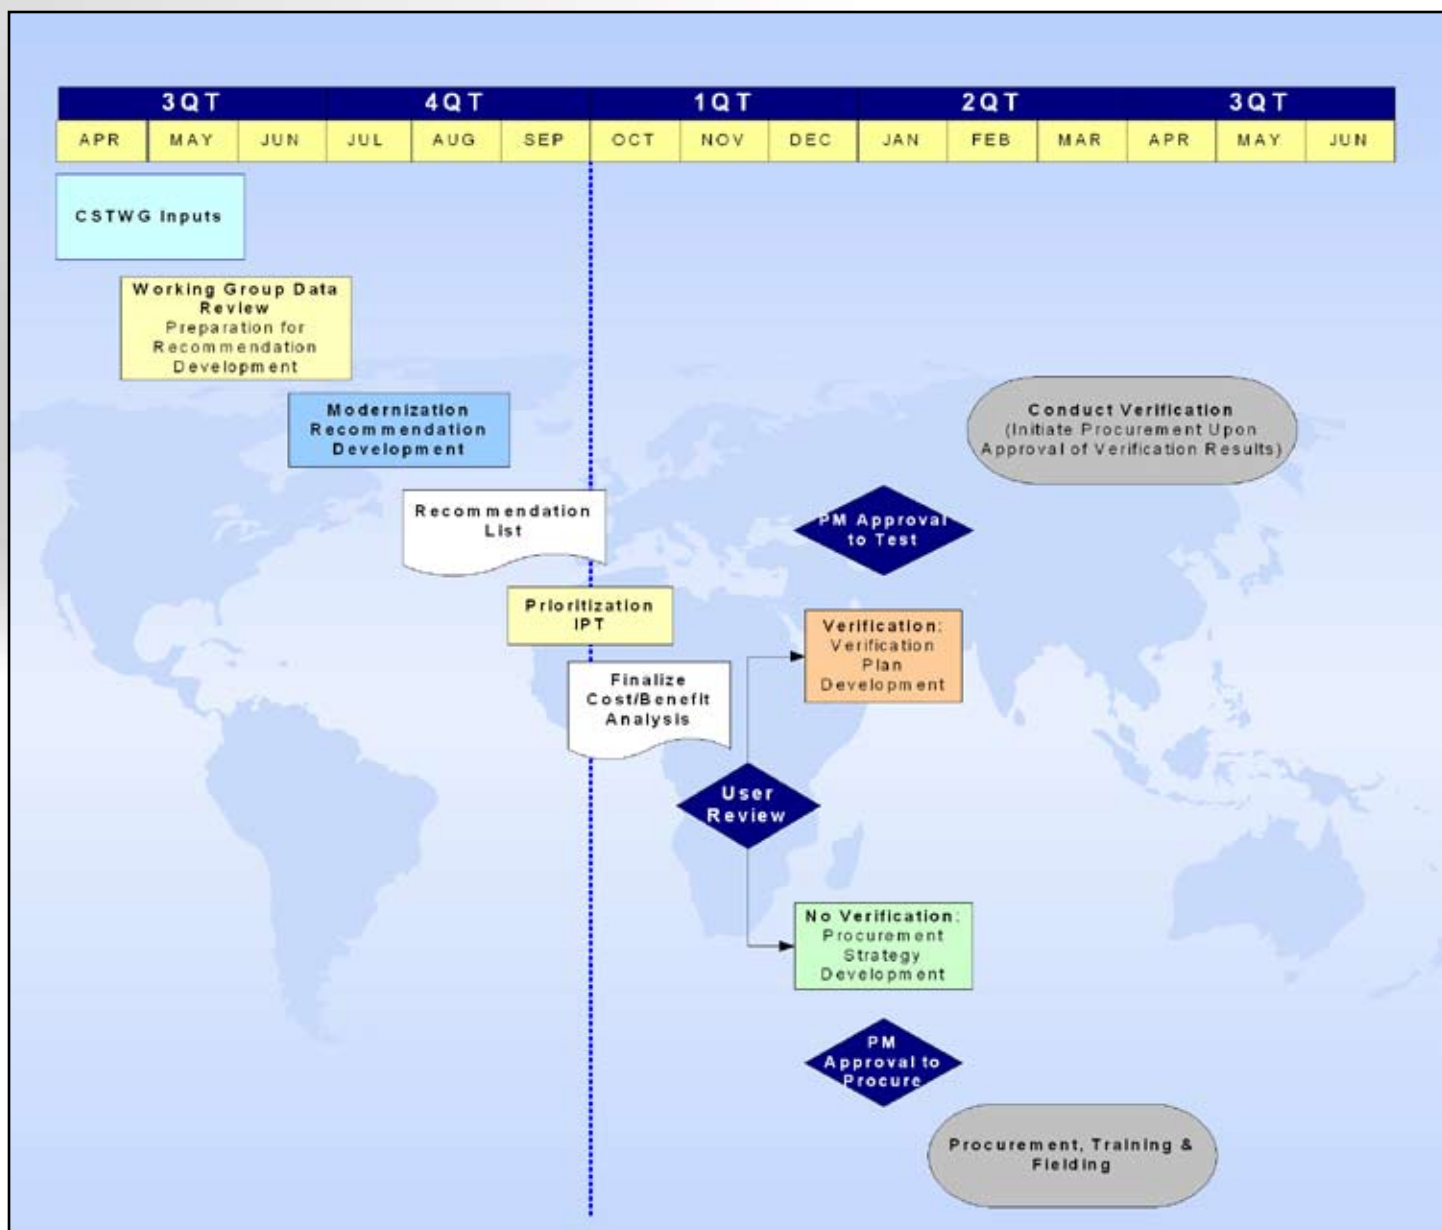 3QT 4QT 1QT 2QT 3QT
APR MAY JUN JUL AUG SEP OCT NOV DEC JAN FEB MAR APR MAY JUN
CSTWG Inputs
Working Group Data
Review
Preparation for
Recommendation
Development
Modernization
Recommendation
Development
Conduct Verification
(Initiate Procurement Upon
Approval of Verification Results)
Recommendation
List
PM Approval
to Test
Prioritization
IPT
Verification:
Verification
Plan
Development
Finalize
Cost/Benefit
Analysis
User
Review
No Verification:
Procurement
Strategy
Development
PM
Approval to
Procure
Procurement, Training &
Fielding